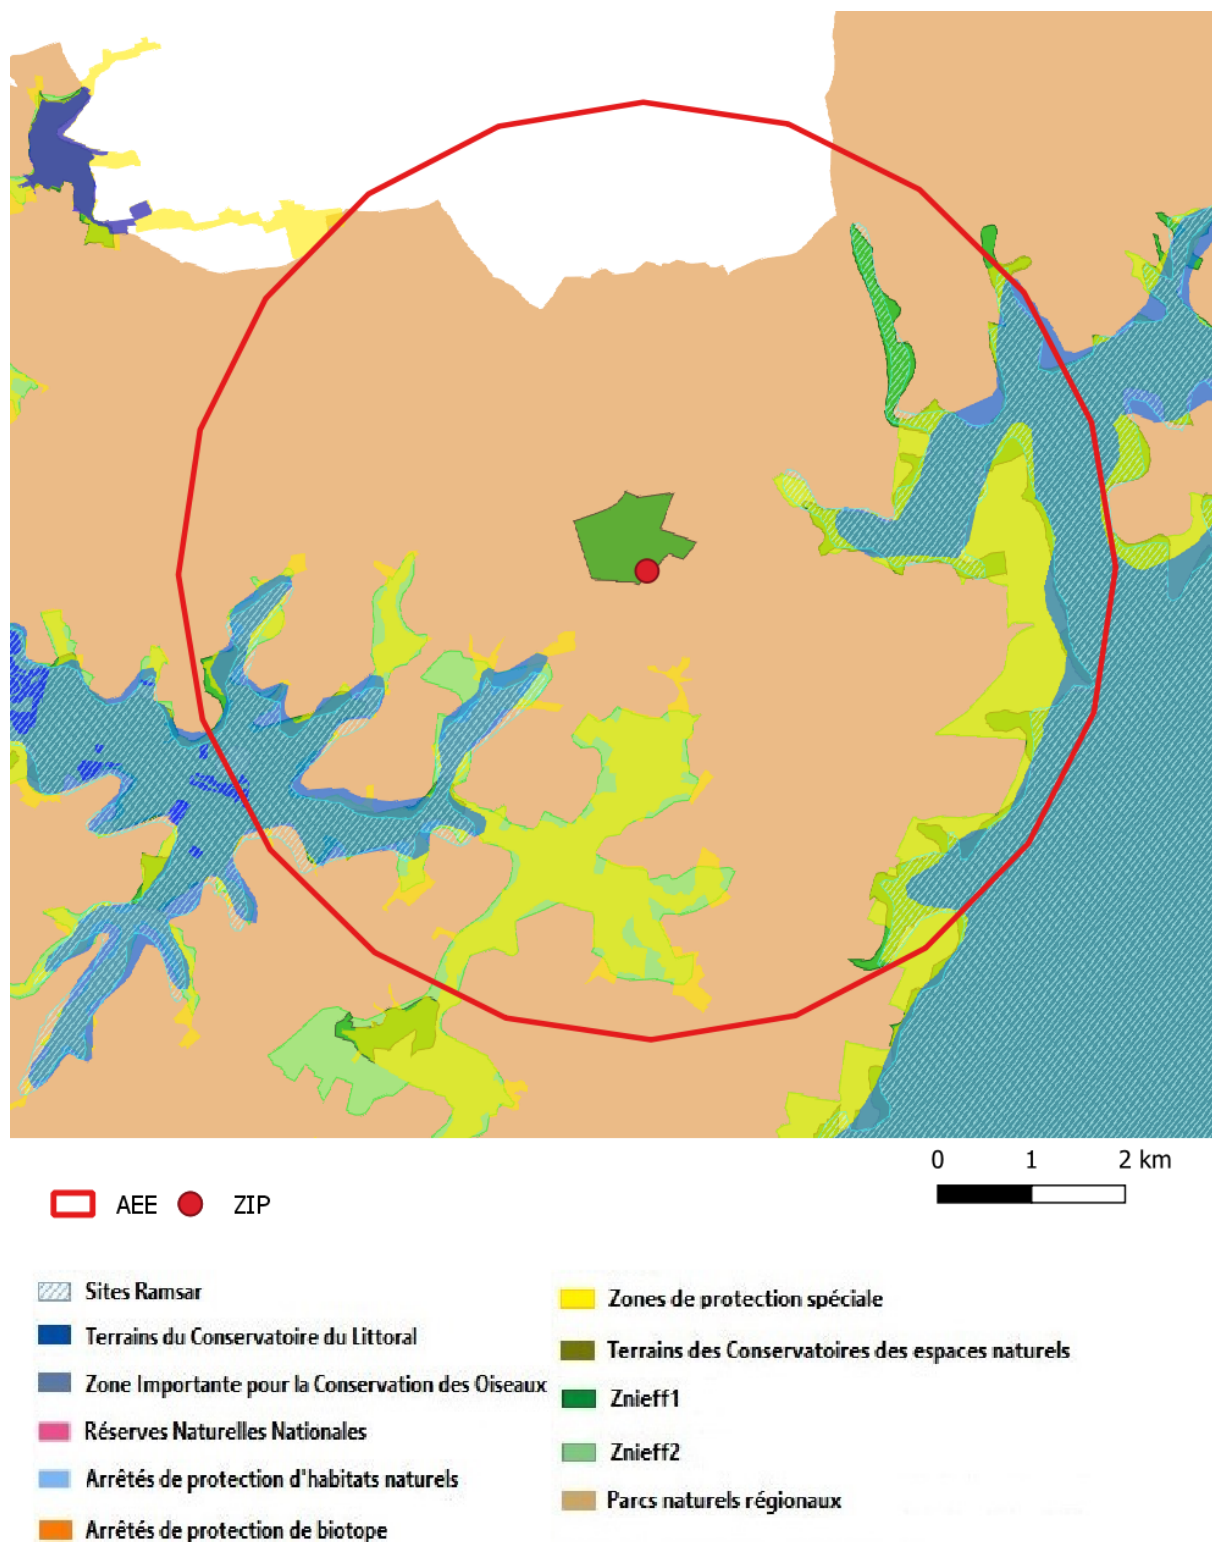 0 1 2 km
AEE ZIP
Sites Ramsar
Terrains du Conservatoire du Littoral
Zone Importante pour la Conservation des Oiseaux
Réserves Naturelles Nationales
Arrêtés de protection d'habitats naturels
Arrêtés de protection de biotope
Zones de protection spéciale
Terrains des Conservatoires des espaces naturels
Znieff1
Znieff2
Parcs naturels régionaux